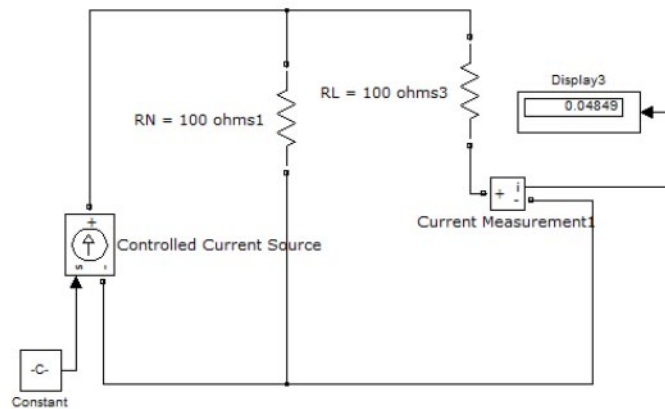 Display3
0.04849
RL = 100 ohms3
RN = 100 ohms1
+
i
-
Current Measurement1
+
Controlled Current Source
s
-
-C-
Constant